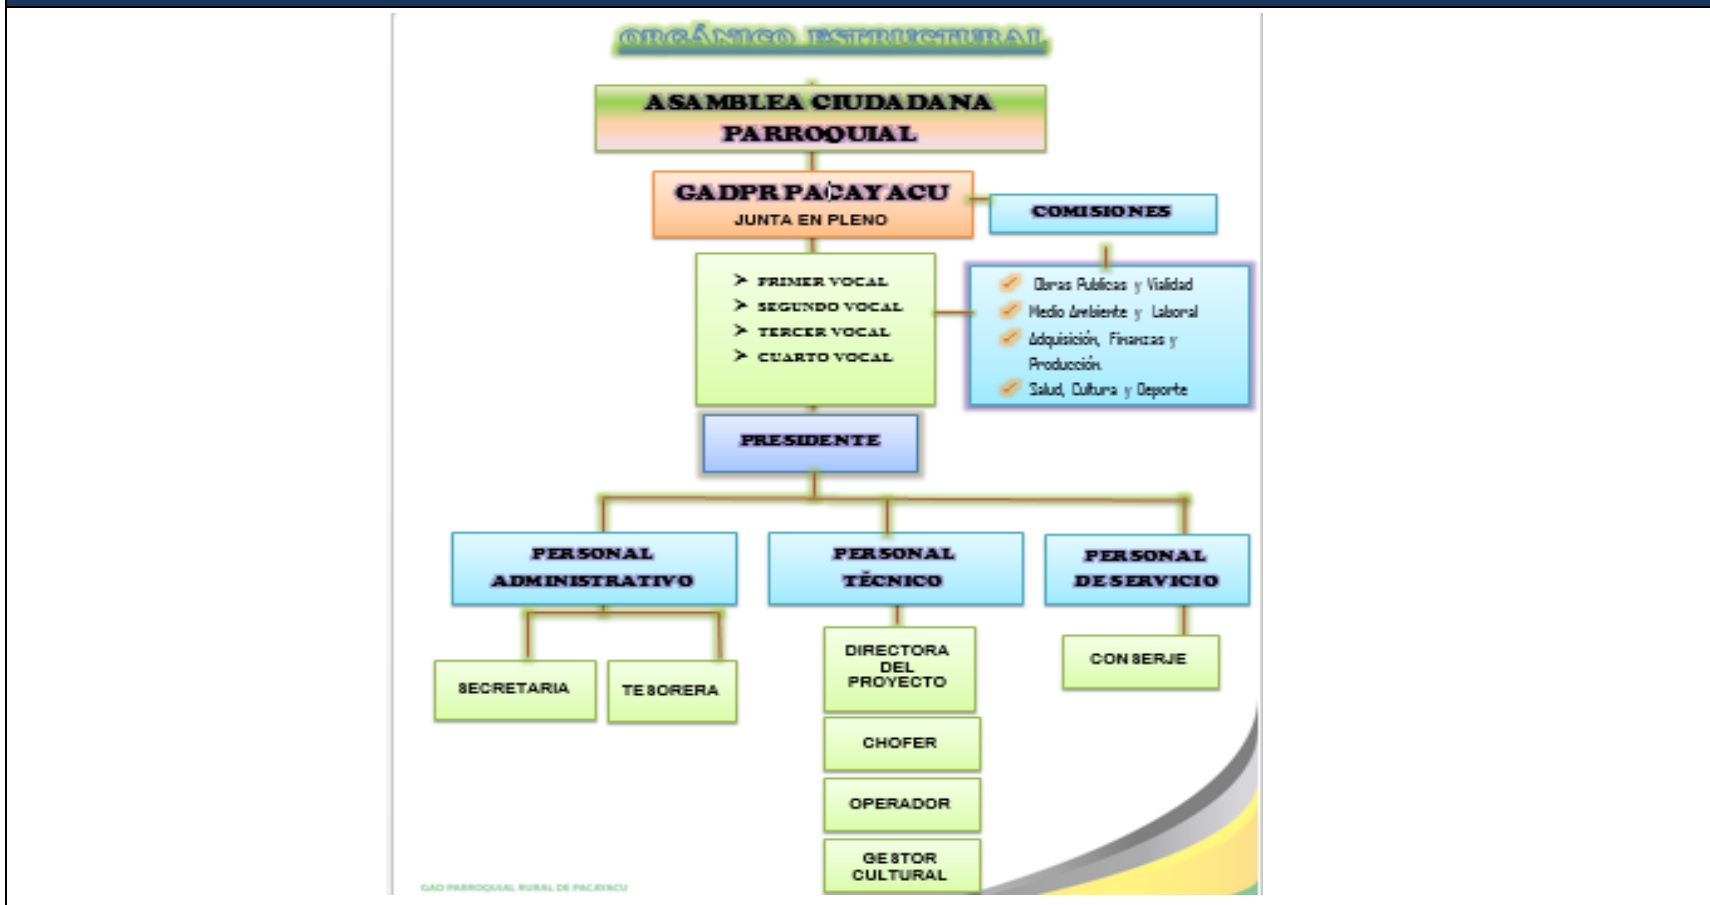 ORGÁNICO ESTRUCTURAL
ASAMBLEA CIUDADANA
PARROQUIAL
GADPR PACAYACU
JUNTA EN PLENO
COMISIONES
PRIMER VOCAL
SEGUNDO VOCAL
TERCER VOCAL
CUARTO VOCAL
Obras Publicas y Vialidad
Medio Ambiente y Laboral
Adquisición, Finanzas y
Producción.
Salud, Cultura y Deporte
PRESIDENTE
PERSONAL
ADMINISTRATIVO
PERSONAL
TÉCNICO
PERSONAL
DE SERVICIO
SECRETARIA
TESORERA
DIRECTORA
DEL
PROYECTO
CHOFER
OPERADOR
GESTOR
CULTURAL
CONSERJE
GAD PARROQUIAL RURAL DE PACAYACU